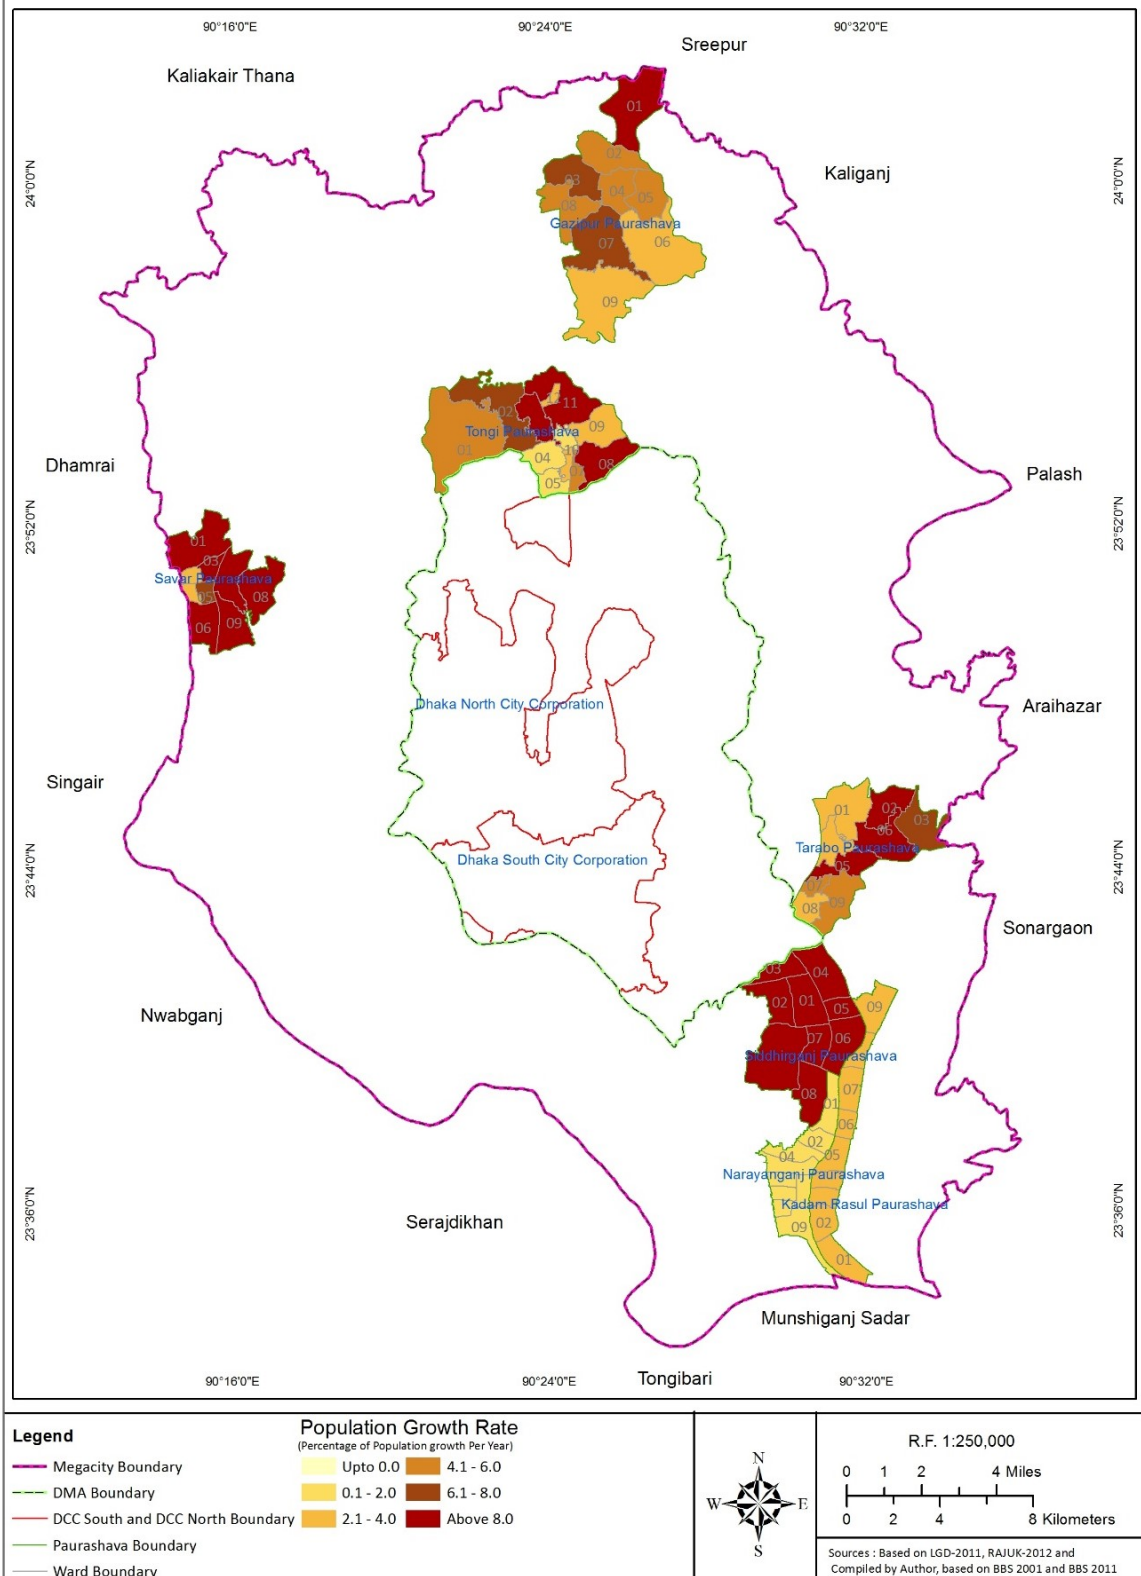 90°16'0"E 90°24'0"E 90°32'0"E
Sreepur
Kaliakair Thana
01
24°0'0"N
24°0'0"N
Kaliganj
02
03
04
05
08
Gazipur Paurashava
07
06
09
12
11
02
09
Tongi Paurashava
01
10
04
08
05
Dhamrai
Palash
23°52'0"N
23°52'0"N
01
03
Savar Paurashava
05
08
06
09
Dhaka North City Corporation
Araihazar
Singair
01
02
03
06
Tarabo Paurashava
05
07
08
09
Dhaka South City Corporation
23°44'0"N
23°44'0"N
Sonargaon
03
04
02
01
05
09
Nwabganj
07
06
Siddhirganj Paurashava
08
07
01
06
02
04
05
Narayanganj Paurashava
Kadam Rasul Paurashava
09
02
01
23°36'0"N
23°36'0"N
Serajdikhan
Munshiganj Sadar
Tongibari
90°16'0"E 90°24'0"E 90°32'0"E
Legend
Megacity Boundary
DMA Boundary
DCC South and DCC North Boundary
Paurashava Boundary
Ward Boundary
Population Growth Rate
(Percentage of Population growth Per Year)
Upto 0.0
0.1 - 2.0
2.1 - 4.0
4.1 - 6.0
6.1 - 8.0
Above 8.0
N
W E
S
R.F. 1:250,000
0 1 2 4 Miles
0 2 4 8 Kilometers
Sources : Based on LGD-2011, RAJUK-2012 and
Compiled by Author, based on BBS 2001 and BBS 2011